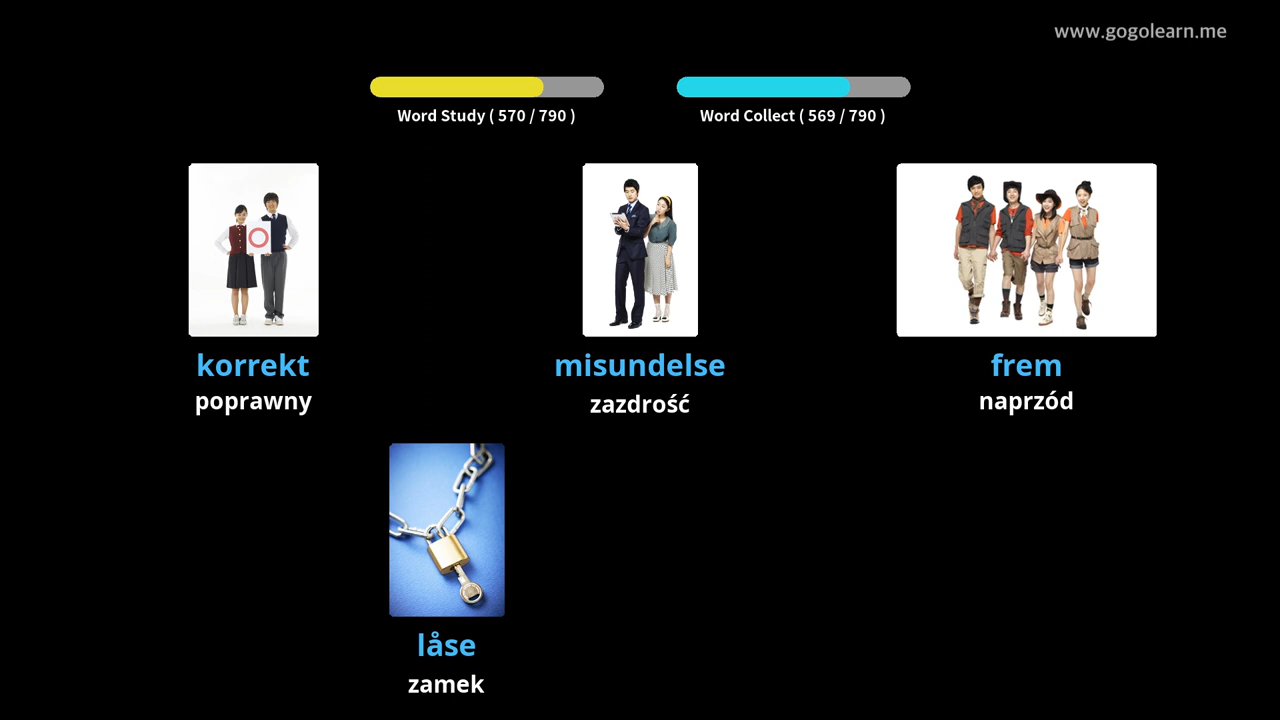 www.gogolearn.me
Word Study ( 570 / 790 )
Word Collect ( 569 / 790 )
korrekt
poprawny
misundelse
zazdrość
frem
naprzód
låse
zamek